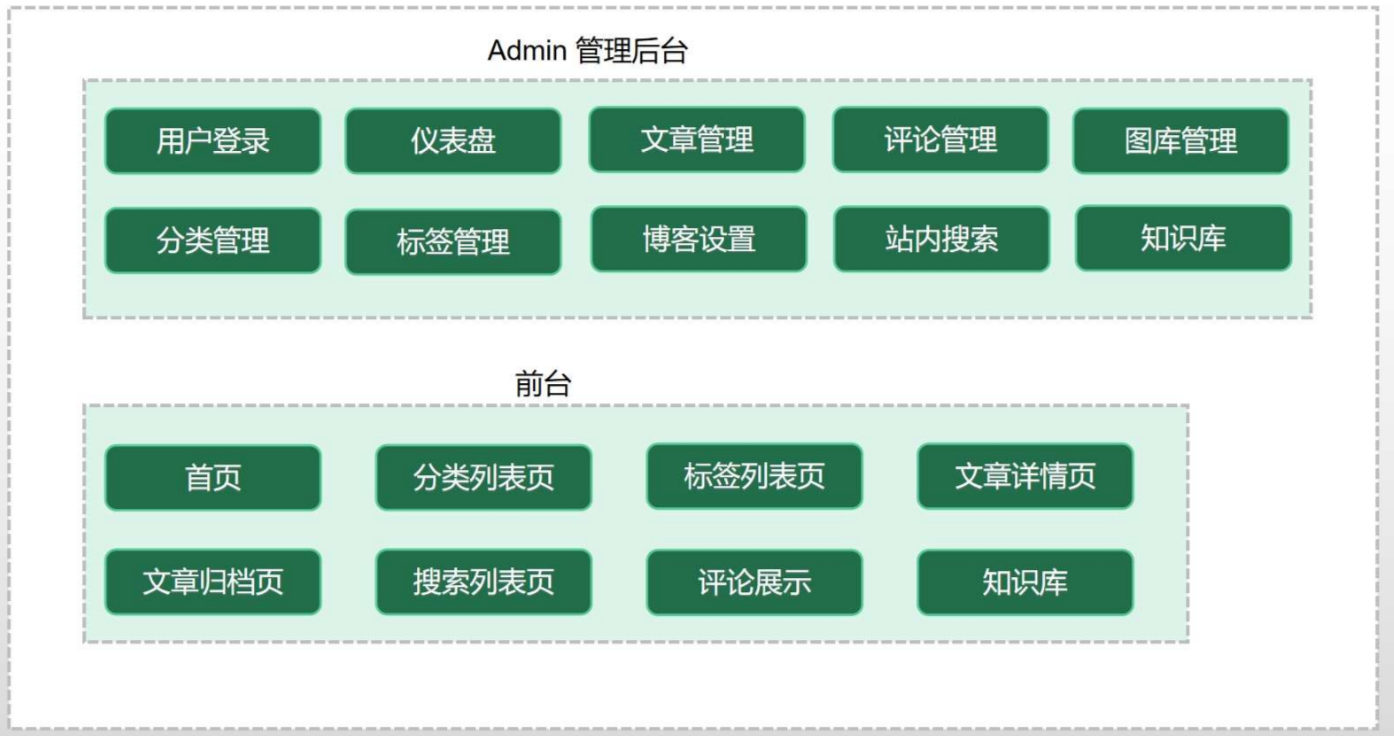 Admin 管理后台
用户登录 仪表盘 文章管理 评论管理 图库管理
分类管理 标签管理 博客设置 站内搜索 知识库
前台
首页 分类列表页 标签列表页 文章详情页
文章归档页 搜索列表页 评论展示 知识库